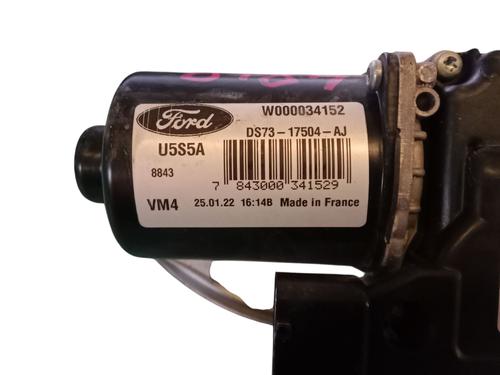 Ford
W000034152
U5S5A
DS73-17504-AJ
8843
7 843000 341529
VM4 25.01.22 16:14B Made in France